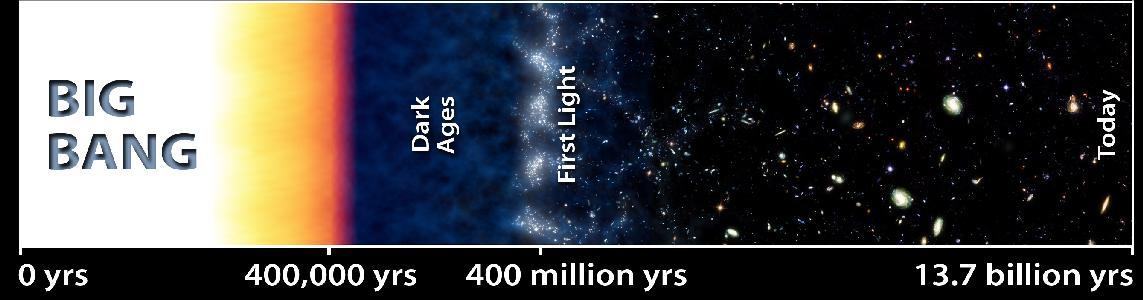 BIG
BANG
Dark
Ages
First Light
Today
0 yrs
400,000 yrs
400 million yrs
13.7 billion yrs